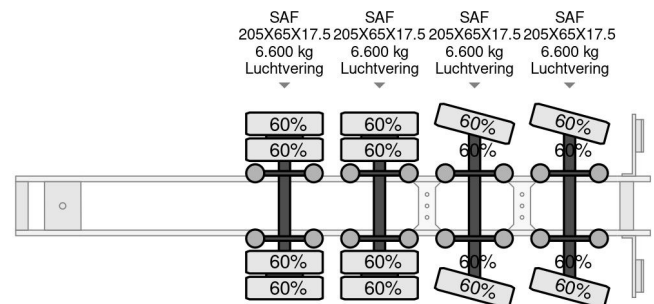 SAF SAF SAF SAF
205X65X17.5 205X65X17.5 205X65X17.5 205X65X17.5
6.600 kg 6.600 kg 6.600 kg 6.600 kg
Luchtvering Luchtvering Luchtvering Luchtvering
60% 60% 60% 60%
60% 60% 60% 60%
60% 60% 60% 60%
60% 60% 60% 60%